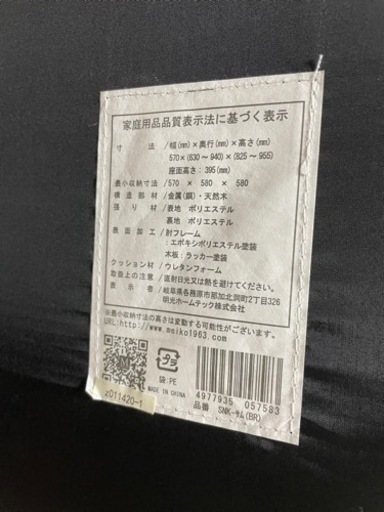 家庭用品品質表示法に基づく表示
寸法/幅(mm)×奥行(mm)×高さ(mm)
570×(630~940)×(825~955)
座面高さ:395(mm)
最小収納寸法/570 × 580 × 580
構造部材/金属(鋼)・天然木
張り材/表地 ポリエステル
裏地 ポリエステル
表面加工/肘フレーム:
エポキシポリエステル塗装
木板:ラッカー塗装
クッション材/ウレタンフォーム
取扱上の注意/直射日光又は熱を避けてください。
表示者/岐阜県各務原市那加北洞町2丁目326
明光ホームテック株式会社
※最小収納寸法の高さは変動する可能性がございます。
URL:http://www.meiko1963.com
袋:PE
MADE IN CHINA
4977935 057583
品番 SNK-サム(BR)
z011420-1